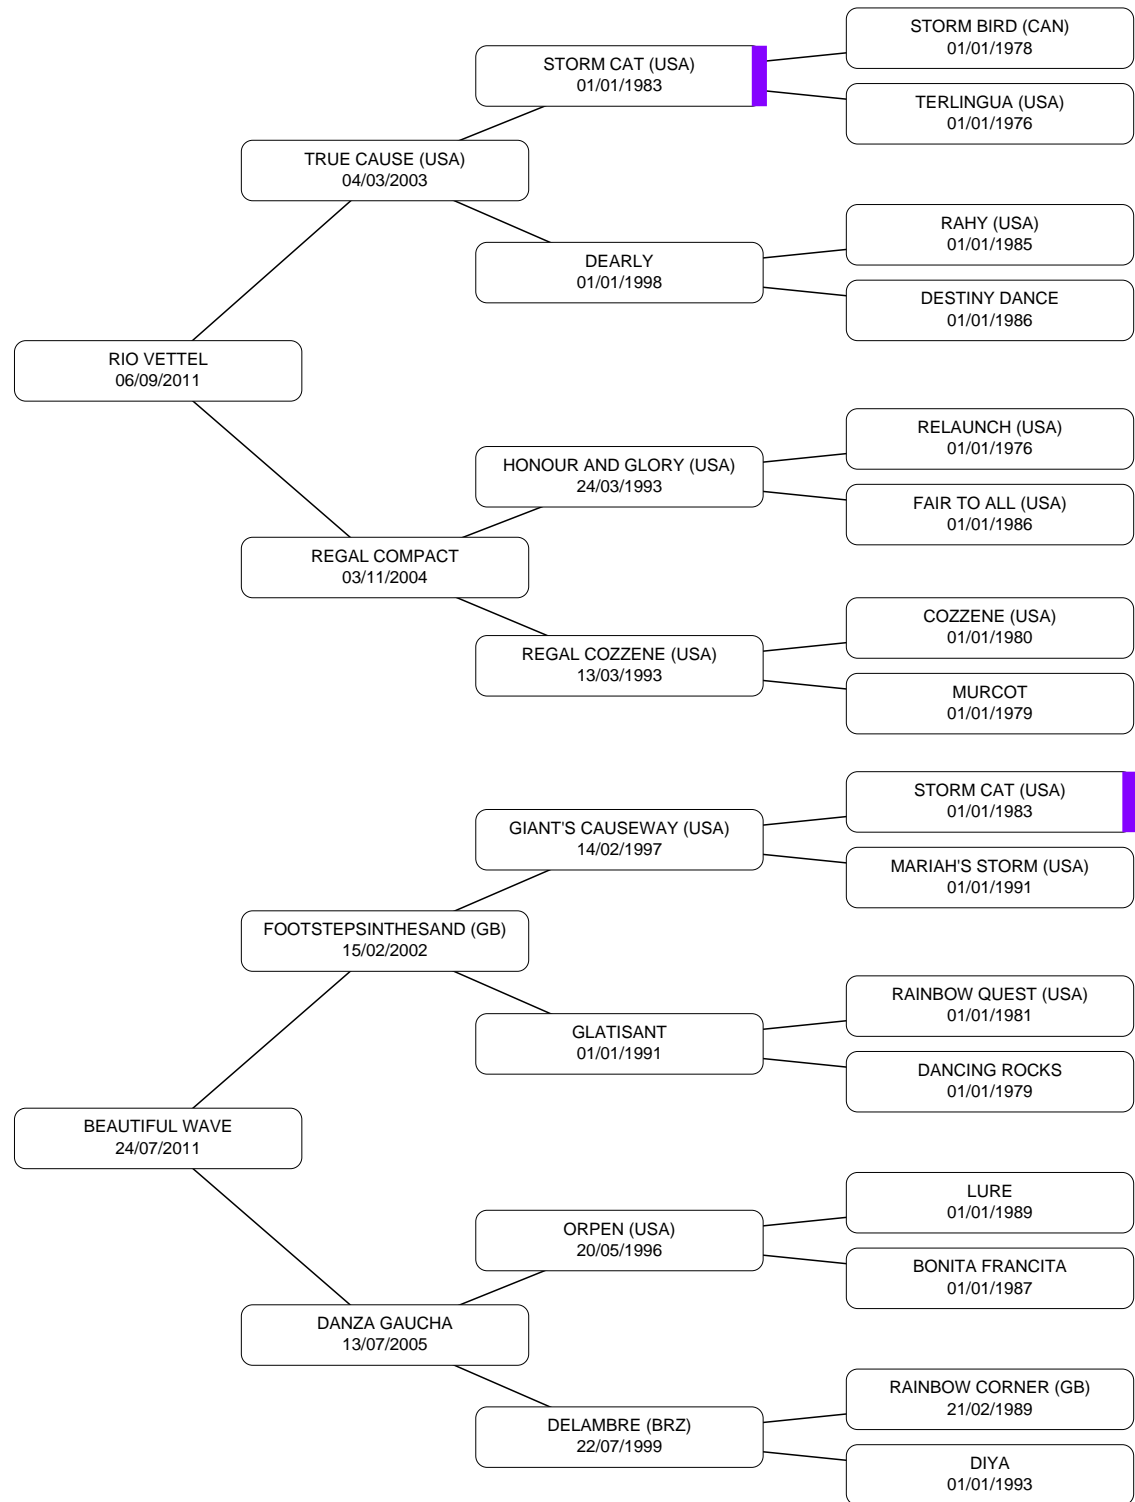 STORM BIRD (CAN)
01/01/1978
STORM CAT (USA)
01/01/1983
TERLINGUA (USA)
01/01/1976
TRUE CAUSE (USA)
04/03/2003
RAHY (USA)
01/01/1985
DEARLY
01/01/1998
DESTINY DANCE
01/01/1986
RIO VETTEL
06/09/2011
RELAUNCH (USA)
01/01/1976
HONOUR AND GLORY (USA)
24/03/1993
FAIR TO ALL (USA)
01/01/1986
REGAL COMPACT
03/11/2004
COZZENE (USA)
01/01/1980
REGAL COZZENE (USA)
13/03/1993
MURCOT
01/01/1979
STORM CAT (USA)
01/01/1983
GIANT'S CAUSEWAY (USA)
14/02/1997
MARIAH'S STORM (USA)
01/01/1991
FOOTSTEPSINTHESAND (GB)
15/02/2002
RAINBOW QUEST (USA)
01/01/1981
GLATISANT
01/01/1991
DANCING ROCKS
01/01/1979
BEAUTIFUL WAVE
24/07/2011
LURE
01/01/1989
ORPEN (USA)
20/05/1996
BONITA FRANCITA
01/01/1987
DANZA GAUCHA
13/07/2005
RAINBOW CORNER (GB)
21/02/1989
DELAMBRE (BRZ)
22/07/1999
DIYA
01/01/1993